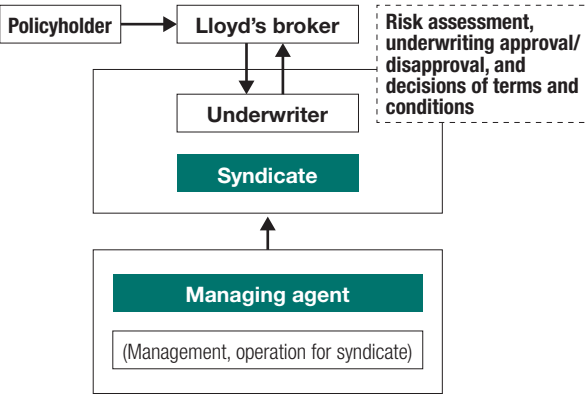 Policyholder
Lloyd’s broker
Risk assessment,
underwriting approval/
disapproval, and
decisions of terms and
conditions
Underwriter
Syndicate
Managing agent
(Management, operation for syndicate)